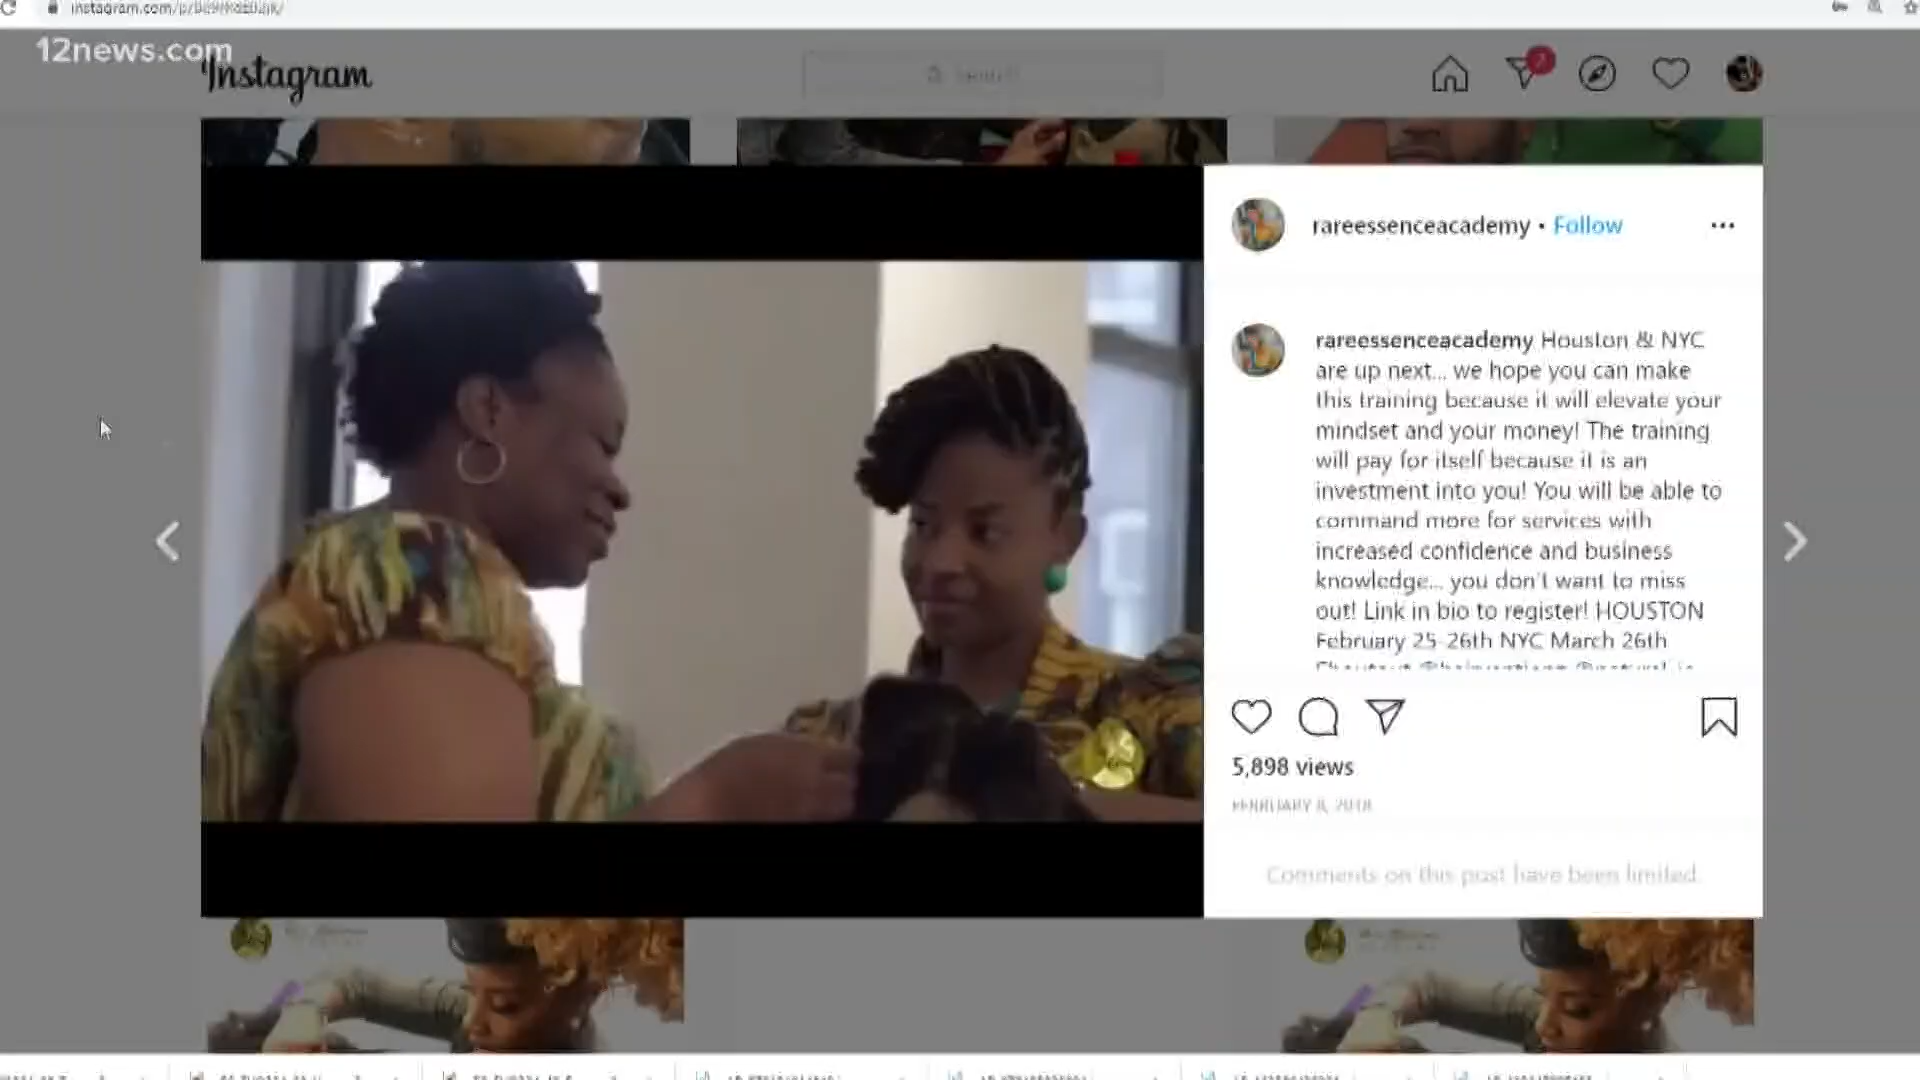 12news.com
Instagram
rareessenceacademy • Follow
rareessenceacademy Houston & NYC
are up next... we hope you can make
this training because it will elevate your
mindset and your money! The training
will pay for itself because it is an
investment into you! You will be able to
command more for services with
increased confidence and business
knowledge... you don't want to miss
out! Link in bio to register! HOUSTON
February 25-26th NYC March 26th
5,898 views
FEBRUARY 8, 2018
Comments on this post have been limited.